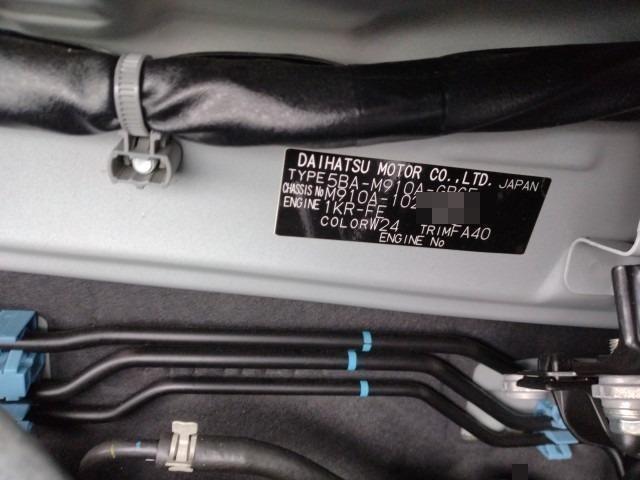 DAIHATSU MOTOR CO.,LTD. JAPAN
TYPE 5BA-M910A-
CHASSIS No M910A-102
ENGINE 1KR-FE
COLOR W24 TRIM FA40
ENGINE No